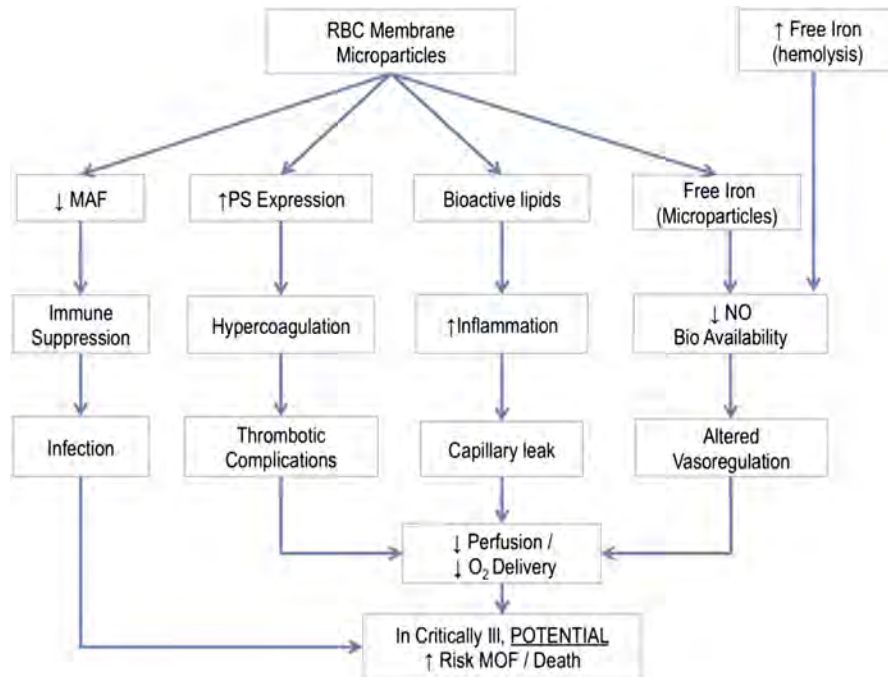 RBC Membrane
Microparticles
↑ Free Iron
(hemolysis)
↓ MAF
↑PS Expression
Bioactive lipids
Free Iron
(Microparticles)
Immune
Suppression
Hypercoagulation
↑Inflammation
↓ NO
Bio Availability
Infection
Thrombotic
Complications
Capillary leak
Altered
Vasoregulation
↓ Perfusion /
↓ O₂ Delivery
In Critically Ill, POTENTIAL
↑ Risk MOF / Death